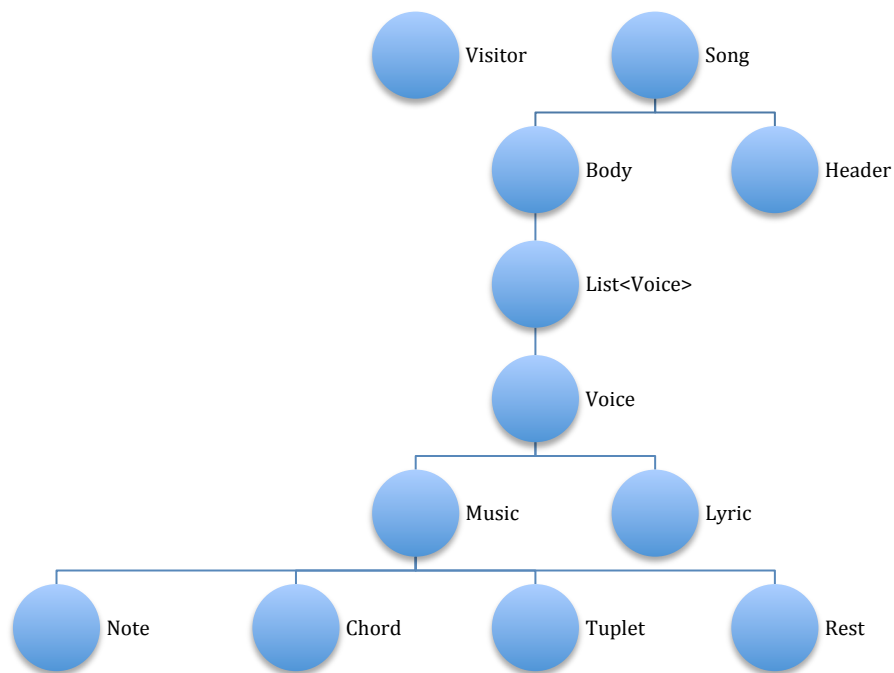 Visitor
Song
Body
Header
List<Voice>
Voice
Music
Lyric
Note
Chord
Tuplet
Rest